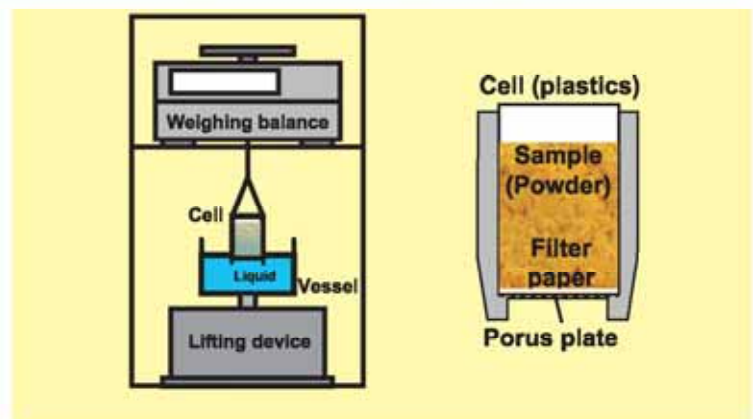 Weighing balance
Cell
Liquid
Vessel
Lifting device
Cell (plastics)
Sample
(Powder)
Filter
paper
Porus plate